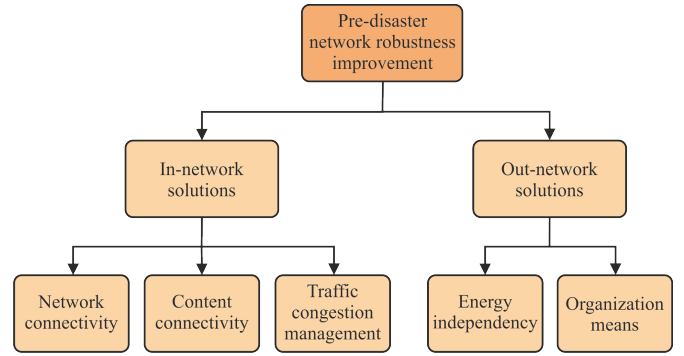 Pre-disaster
network robustness
improvement
In-network
solutions
Out-network
solutions
Network
connectivity
Content
connectivity
Traffic
congestion
management
Energy
independency
Organization
means